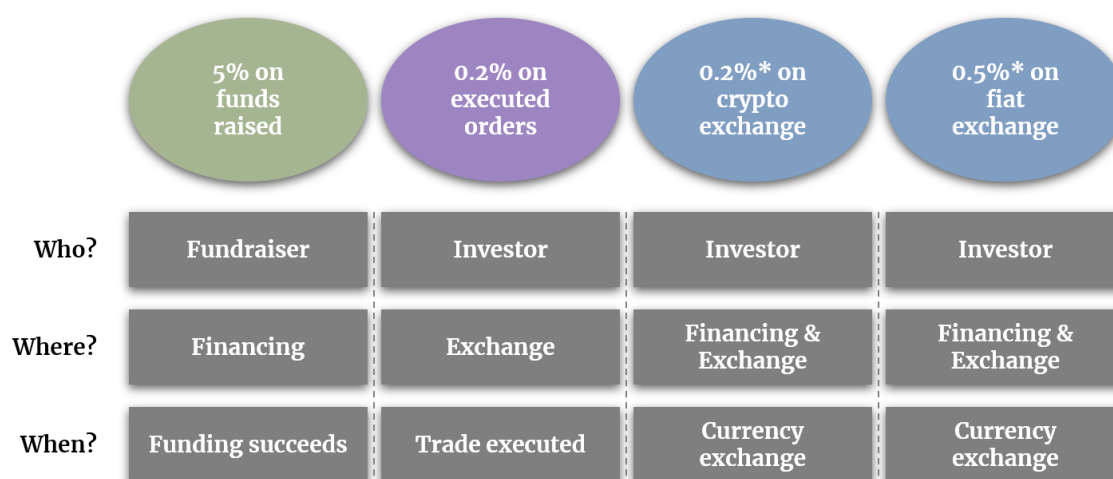 5% on
funds
raised
0.2% on
executed
orders
0.2%* on
crypto
exchange
0.5%* on
fiat
exchange
Who?
Fundraiser
Investor
Investor
Investor
Where?
Financing
Exchange
Financing &
Exchange
Financing &
Exchange
When?
Funding succeeds
Trade executed
Currency
exchange
Currency
exchange